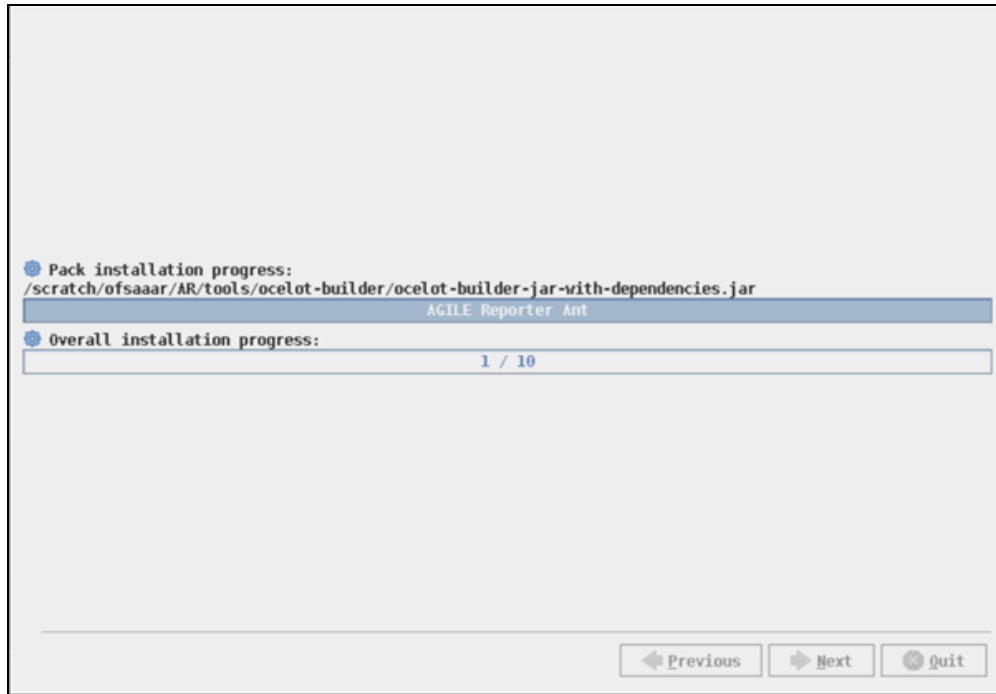 Pack installation progress:
/scratch/ofsaaar/AR/tools/ocelot-builder/ocelot-builder-jar-with-dependencies.jar
AGILE Reporter Ant
Overall installation progress:
1 / 10
Previous Next Quit